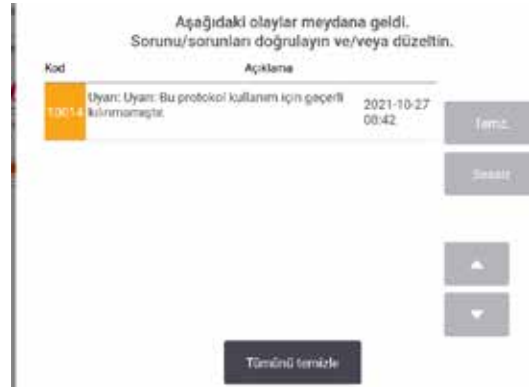 Aşağıdaki olaylar meydana geldi.
Sorunu/sorunları doğrulayın ve/veya düzeltin.
Kod Açıklama
10014 Uyarı: Uyarı: Bu protokol kullanım için geçerli
kılınmamıştır.
2021-10-27
08:42
Temiz.
Sessiz
Tümünü temizle